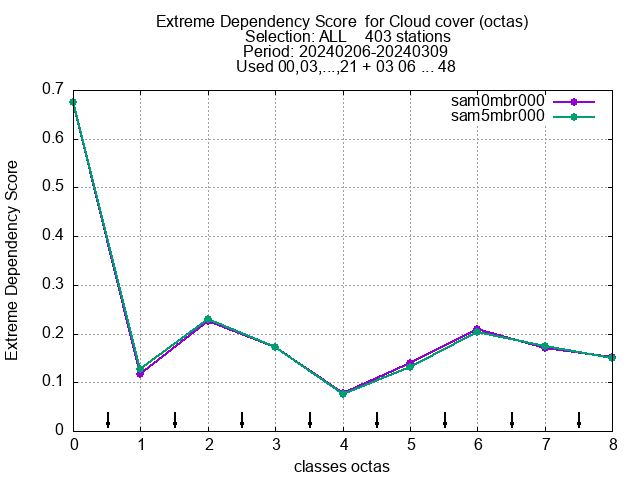 Extreme Dependency Score  for Cloud cover (octas)
Selection: ALL    403 stations
Period: 20240206-20240309
Used 00,03,...,21 + 03 06 ... 48
sam0mbr000
sam5mbr000
0.7
0.6
0.5
0.4
0.3
0.2
0.1
0
Extreme Dependency Score
0 1 2 3 4 5 6 7 8
classes octas